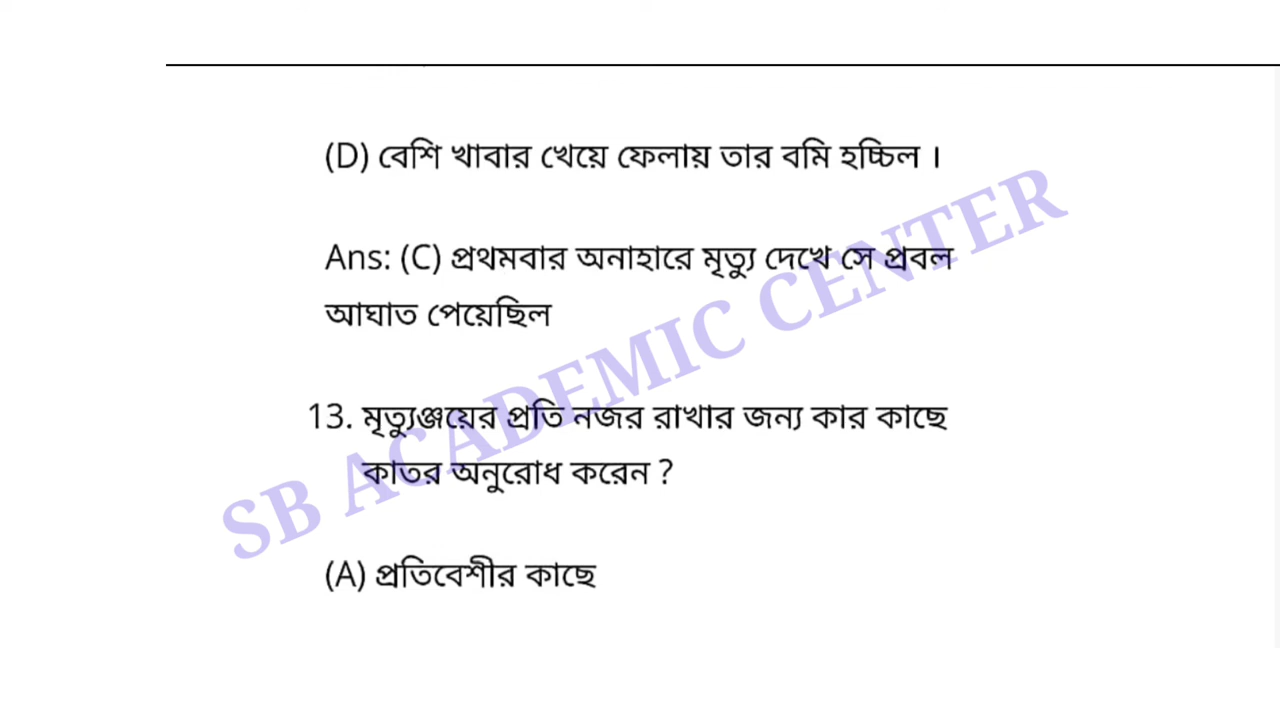 (D) বেশি খাবার খেয়ে ফেলায় তার বমি হচ্চিল ।
Ans: (C) প্রথমবার অনাহারে মৃত্যু দেখে সে প্রবল
আঘাত পেয়েছিল
13. মৃত্যুঞ্জয়ের প্রতি নজর রাখার জন্য কার কাছে
কাতর অনুরোধ করেন ?
(A) প্রতিবেশীর কাছে
SB ACADEMIC CENTER